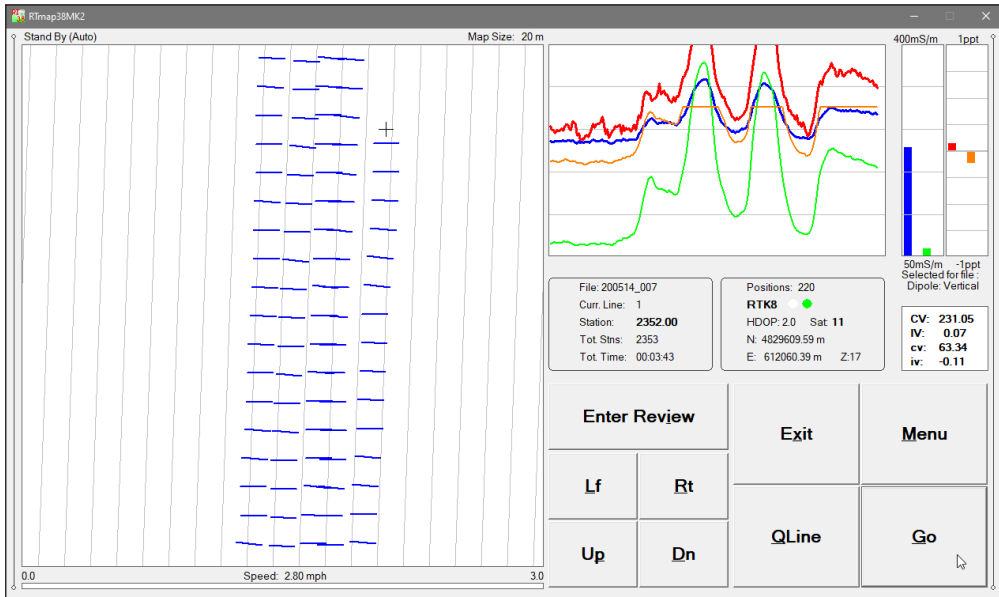 RTmap38MK2
Stand By (Auto)
Map Size: 20 m
400mS/m 1ppt
50mS/m -1ppt
Selected for file :
Dipole: Vertical
File: 200514_007
Curr. Line: 1
Station: 2352.00
Tot. Stns: 2353
Tot. Time: 00:03:43
Positions: 220
RTK8
HDOP: 2.0 Sat: 11
N: 4829609.59 m
E: 612060.39 m Z:17
CV: 231.05
IV: 0.07
cv: 63.34
iv: -0.11
Enter Review
Exit
Menu
Lf
Rt
Up
Dn
QLine
Go
0.0
Speed: 2.80 mph
3.0